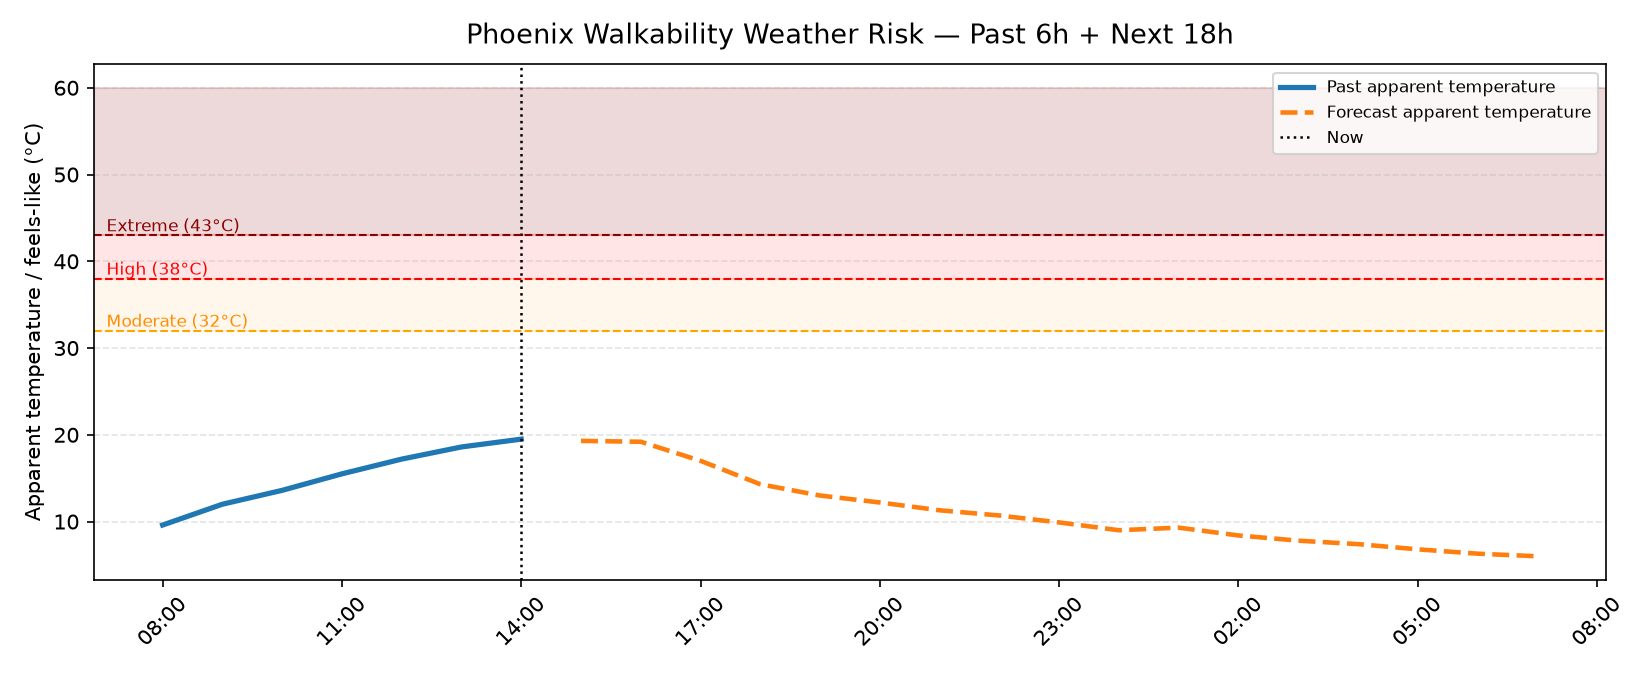 Phoenix Walkability Weather Risk — Past 6h + Next 18h
Apparent temperature / feels-like (°C)
60
50
40
30
20
10
Past apparent temperature
Forecast apparent temperature
Now
Extreme (43°C)
High (38°C)
Moderate (32°C)
08:00
11:00
14:00
17:00
20:00
23:00
02:00
05:00
08:00